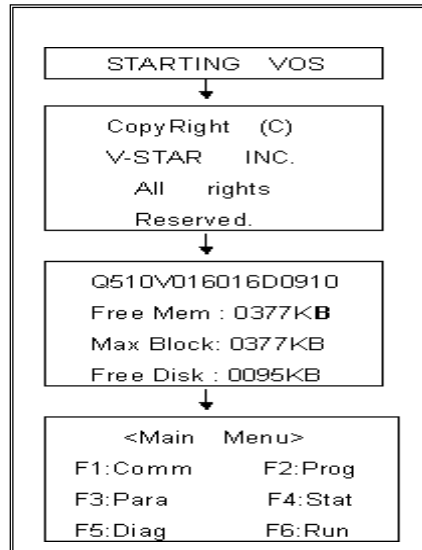 STARTING VOS
CopyRight (C)
V-STAR INC.
All rights
Reserved.
Q510V016016D0910
Free Mem : 0377KB
Max Block: 0377KB
Free Disk : 0095KB
<Main Menu>
F1:Comm F2:Prog
F3:Para F4:Stat
F5:Diag F6:Run